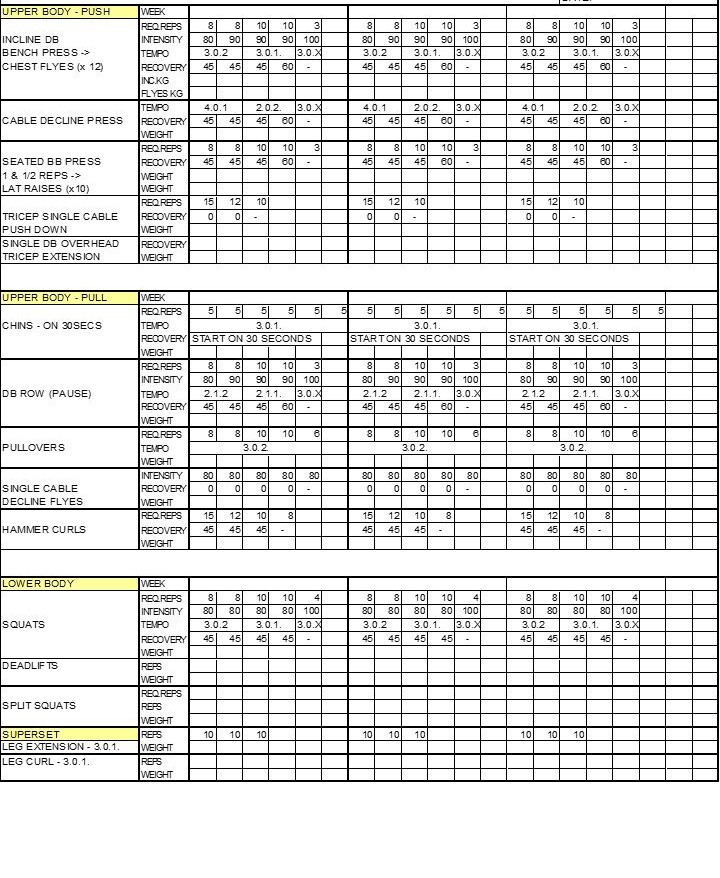 DATE:
UPPER BODY - PUSH WEEK
REQ.REPS 8 8 10 10 3 8 8 10 10 3 8 8 10 10 3
INCLINE DB INTENSITY 80 90 90 90 100 80 90 90 90 100 80 90 90 90 100
BENCH PRESS -> TEMPO 3.0.2 3.0.1. 3.0.X 3.0.2 3.0.1. 3.0.X 3.0.2 3.0.1. 3.0.X
CHEST FLYES (x 12) RECOVERY 45 45 45 60 - 45 45 45 60 - 45 45 45 60 -
INC.KG
FLYES KG
TEMPO 4.0.1 2.0.2. 3.0.X 4.0.1 2.0.2. 3.0.X 4.0.1 2.0.2. 3.0.X
CABLE DECLINE PRESS RECOVERY 45 45 45 60 - 45 45 45 60 - 45 45 45 60 -
WEIGHT
REQ.REPS 8 8 10 10 3 8 8 10 10 3 8 8 10 10 3
SEATED BB PRESS RECOVERY 45 45 45 60 - 45 45 45 60 - 45 45 45 60 -
1 & 1/2 REPS -> WEIGHT
LAT RAISES (x10) WEIGHT
REQ.REPS 15 12 10 15 12 10 15 12 10
TRICEP SINGLE CABLE RECOVERY 0 0 - 0 0 - 0 0 -
PUSH DOWN WEIGHT
SINGLE DB OVERHEAD RECOVERY
TRICEP EXTENSION WEIGHT
UPPER BODY - PULL WEEK
REQ.REPS 5 5 5 5 5 5 5 5 5 5 5 5 5 5 5 5 5 5
CHINS - ON 30SECS TEMPO 3.0.1. 3.0.1. 3.0.1.
RECOVERY START ON 30 SECONDS START ON 30 SECONDS START ON 30 SECONDS
WEIGHT
REQ.REPS 8 8 10 10 3 8 8 10 10 3 8 8 10 10 3
INTENSITY 80 90 90 90 100 80 90 90 90 100 80 90 90 90 100
DB ROW (PAUSE) TEMPO 2.1.2 2.1.1. 3.0.X 2.1.2 2.1.1. 3.0.X 2.1.2 2.1.1. 3.0.X
RECOVERY 45 45 45 60 - 45 45 45 60 - 45 45 45 60 -
WEIGHT
REQ.REPS 8 8 10 10 6 8 8 10 10 6 8 8 10 10 6
PULLOVERS TEMPO 3.0.2. 3.0.2. 3.0.2.
WEIGHT
INTENSITY 80 80 80 80 80 80 80 80 80 80 80 80 80 80 80
SINGLE CABLE RECOVERY 0 0 0 0 - 0 0 0 0 - 0 0 0 0 -
DECLINE FLYES WEIGHT
REQ.REPS 15 12 10 8 15 12 10 8 15 12 10 8
HAMMER CURLS RECOVERY 45 45 45 - 45 45 45 - 45 45 45 -
WEIGHT
LOWER BODY WEEK
REQ.REPS 8 8 10 10 4 8 8 10 10 4 8 8 10 10 4
INTENSITY 80 80 80 80 100 80 80 80 80 100 80 80 80 80 100
SQUATS TEMPO 3.0.2 3.0.1. 3.0.X 3.0.2 3.0.1. 3.0.X 3.0.2 3.0.1. 3.0.X
RECOVERY 45 45 45 45 - 45 45 45 45 - 45 45 45 45 -
WEIGHT
DEADLIFTS REPS
WEIGHT
REQ.REPS
SPLIT SQUATS REPS
WEIGHT
SUPERSET REPS 10 10 10 10 10 10 10 10 10
LEG EXTENSION - 3.0.1. WEIGHT
LEG CURL - 3.0.1. REPS
WEIGHT